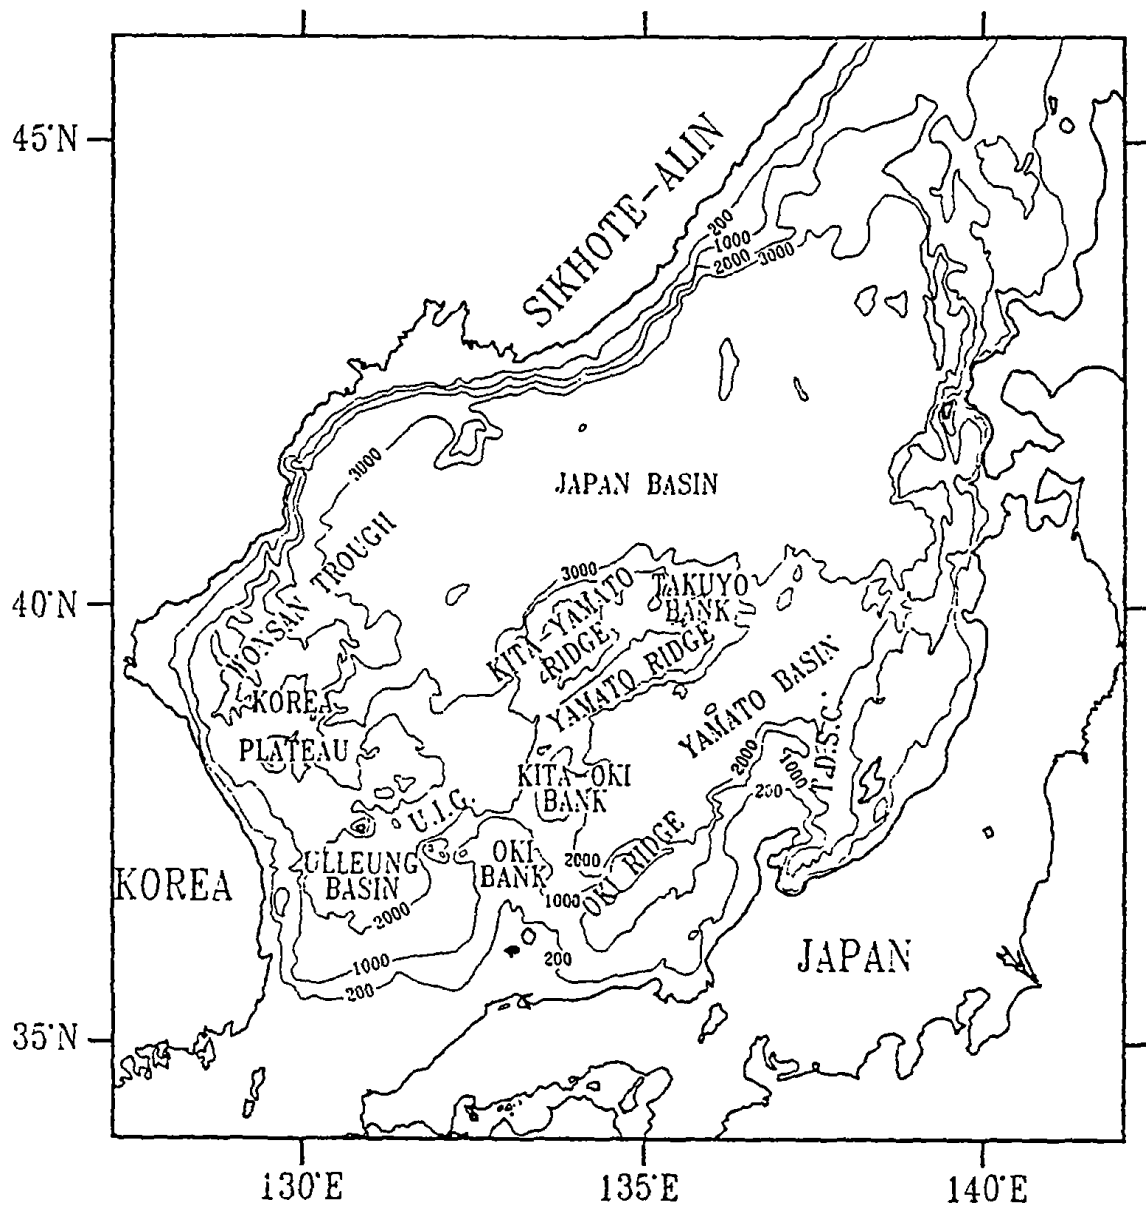 45°N
SIKHOTE-ALIN
200
1000
2000
3000
3000
JAPAN BASIN
WONSAN TROUGH
40°N
3000
KITA-YAMATO
RIDGE
TAKUYO
BANK
YAMATO RIDGE
YAMATO BASIN
KOREA
PLATEAU
T.D.S.C.
2000
1000
200
KITA-OKI
BANK
U.I.G.
ULLEUNG
BASIN
OKI
BANK
2000
OKI RIDGE
1000
KOREA
2000
JAPAN
1000
200
200
35°N
130°E
135°E
140°E